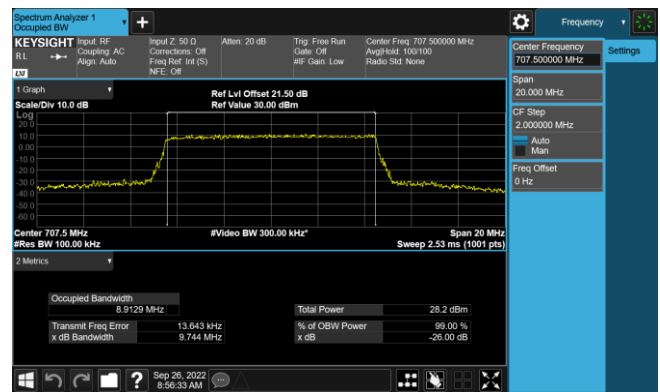 Spectrum Analyzer 1
Occupied BW
Frequency
KEYSIGHT
Input: RF
Input Z: 50 Ω
Atten: 20 dB
Trig: Free Run
Center Freq: 707.500000 MHz
R L
Coupling: AC
Corrections: Off
Gate: Off
Avg|Hold: 100/100
Align: Auto
Freq Ref: Int (S)
#IF Gain: Low
Radio Std: None
NFE: Off
LXI
Center Frequency
707.500000 MHz
Settings
Span
20.000 MHz
CF Step
2.000000 MHz
Auto
Man
Freq Offset
0 Hz
1 Graph
Ref Lvl Offset 21.50 dB
Scale/Div 10.0 dB
Ref Value 30.00 dBm
Log
20.0
10.0
0.00
-10.0
-20.0
-30.0
-40.0
-50.0
-60.0
Center 707.5 MHz
#Video BW 300.00 kHz*
Span 20 MHz
#Res BW 100.00 kHz
Sweep 2.53 ms (1001 pts)
2 Metrics
Occupied Bandwidth
8.9129 MHz
Total Power
28.2 dBm
Transmit Freq Error
13.643 kHz
% of OBW Power
99.00 %
x dB Bandwidth
9.744 MHz
x dB
-26.00 dB
?
Sep 26, 2022
8:56:33 AM